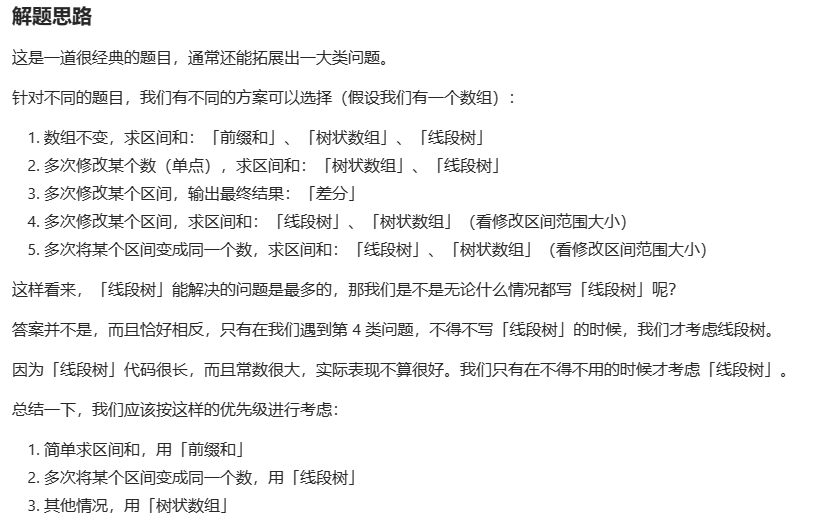 解题思路
这是一道很经典的题目，通常还能拓展出一大类问题。
针对不同的题目，我们有不同的方案可以选择（假设我们有一个数组）：
1. 数组不变，求区间和：「前缀和」、「树状数组」、「线段树」
2. 多次修改某个数（单点），求区间和：「树状数组」、「线段树」
3. 多次修改某个区间，输出最终结果：「差分」
4. 多次修改某个区间，求区间和：「线段树」、「树状数组」（看修改区间范围大小）
5. 多次将某个区间变成同一个数，求区间和：「线段树」、「树状数组」（看修改区间范围大小）
这样看来，「线段树」能解决的问题是最多的，那我们是不是无论什么情况都写「线段树」呢？
答案并不是，而且恰好相反，只有在我们遇到第 4 类问题，不得不写「线段树」的时候，我们才考虑线段树。
因为「线段树」代码很长，而且常数很大，实际表现不算很好。我们只有在不得不用的时候才考虑「线段树」。
总结一下，我们应该按这样的优先级进行考虑：
1. 简单求区间和，用「前缀和」
2. 多次将某个区间变成同一个数，用「线段树」
3. 其他情况，用「树状数组」